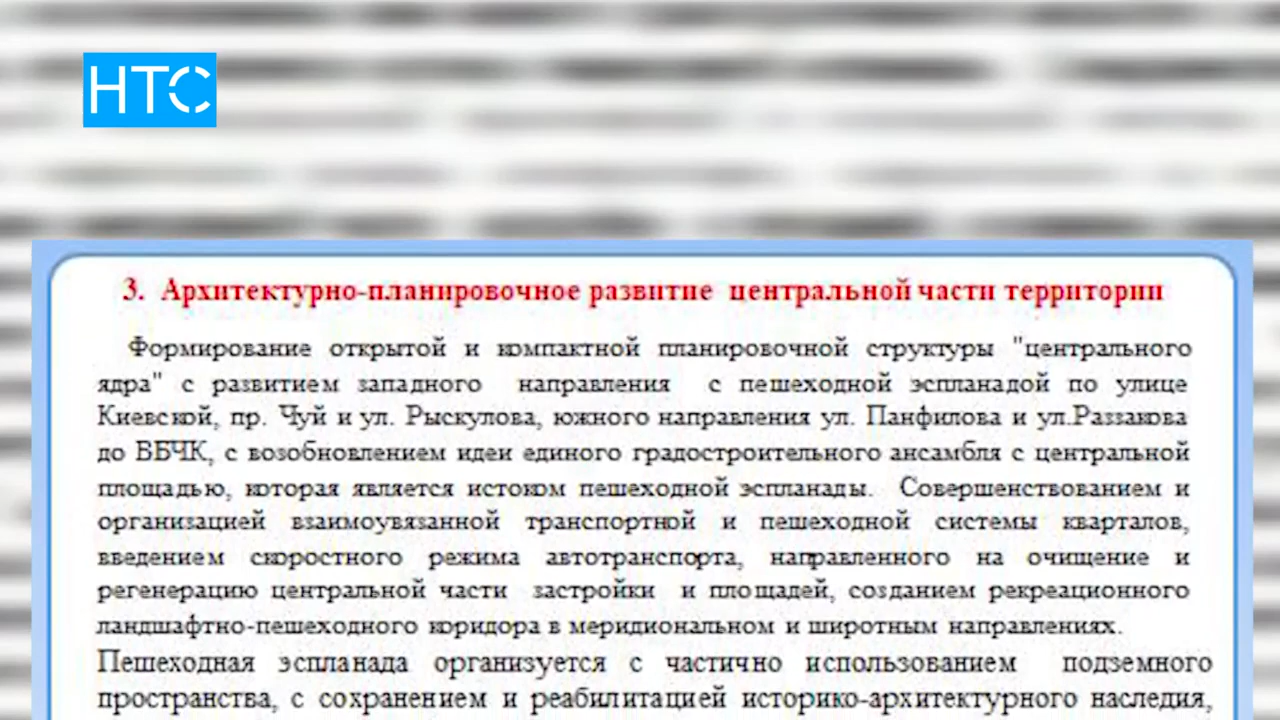 НТС
3. Архитектурно-планировочное развитие центральной части территории
Формирование открытой и компактной планировочной структуры "центрального
ядра" с развитием западного направления с пешеходной эспланадой по улице
Киевской, пр. Чуй и ул. Рыскулова, южного направления ул. Панфилова и ул.Раззакова
до ВБЧК, с возобновлением идеи единого градостроительного ансамбля с центральной
площадью, которая является истоком пешеходной эспланады. Совершенствованием и
организацией взаимоувязанной транспортной и пешеходной системы кварталов,
введением скоростного режима автотранспорта, направленного на очищение и
регенерацию центральной части застройки и площадей, созданием рекреационного
ландшафтно-пешеходного коридора в меридиональном и широтным направлениях.
Пешеходная эспланада организуется с частично использованием подземного
пространства, с сохранением и реабилитацией историко-архитектурного наследия,